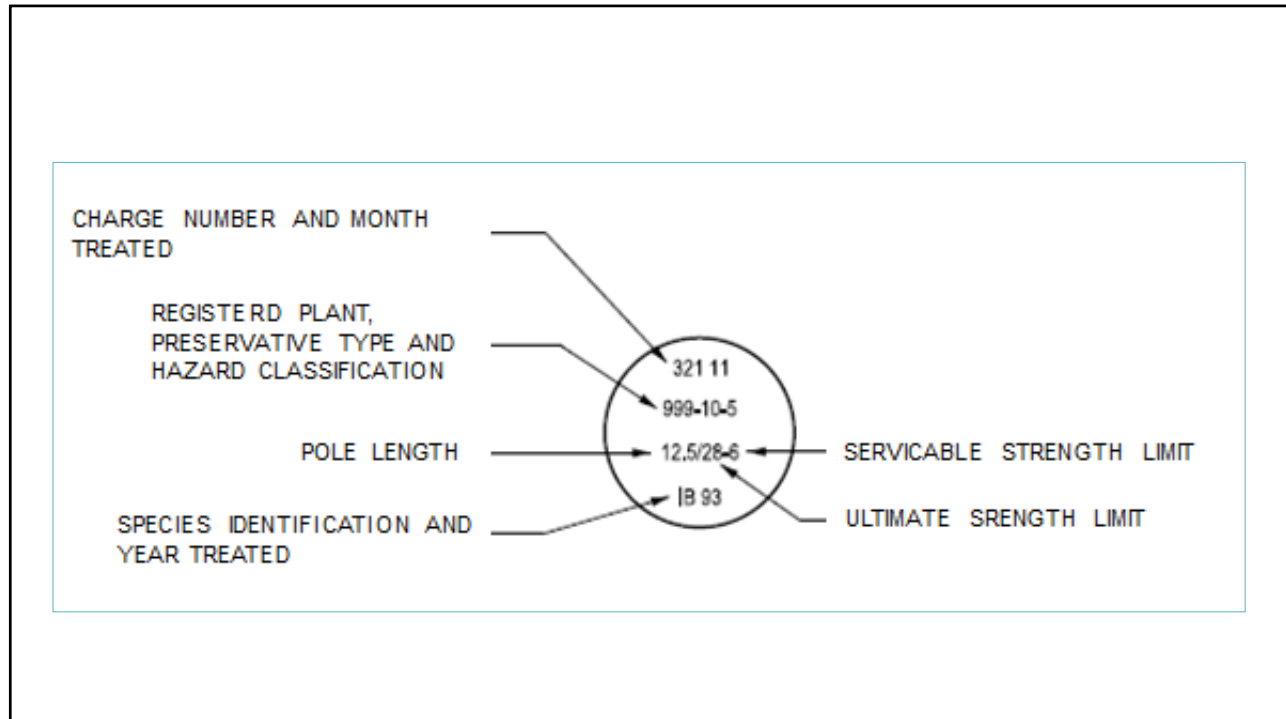 CHARGE NUMBER AND MONTH
TREATED
REGISTERD PLANT,
PRESERVATIVE TYPE AND
HAZARD CLASSIFICATION
POLE LENGTH
SPECIES IDENTIFICATION AND
YEAR TREATED
321 11
999-10-5
12.5/28-6
IB 93
SERVICABLE STRENGTH LIMIT
ULTIMATE SRENGTH LIMIT